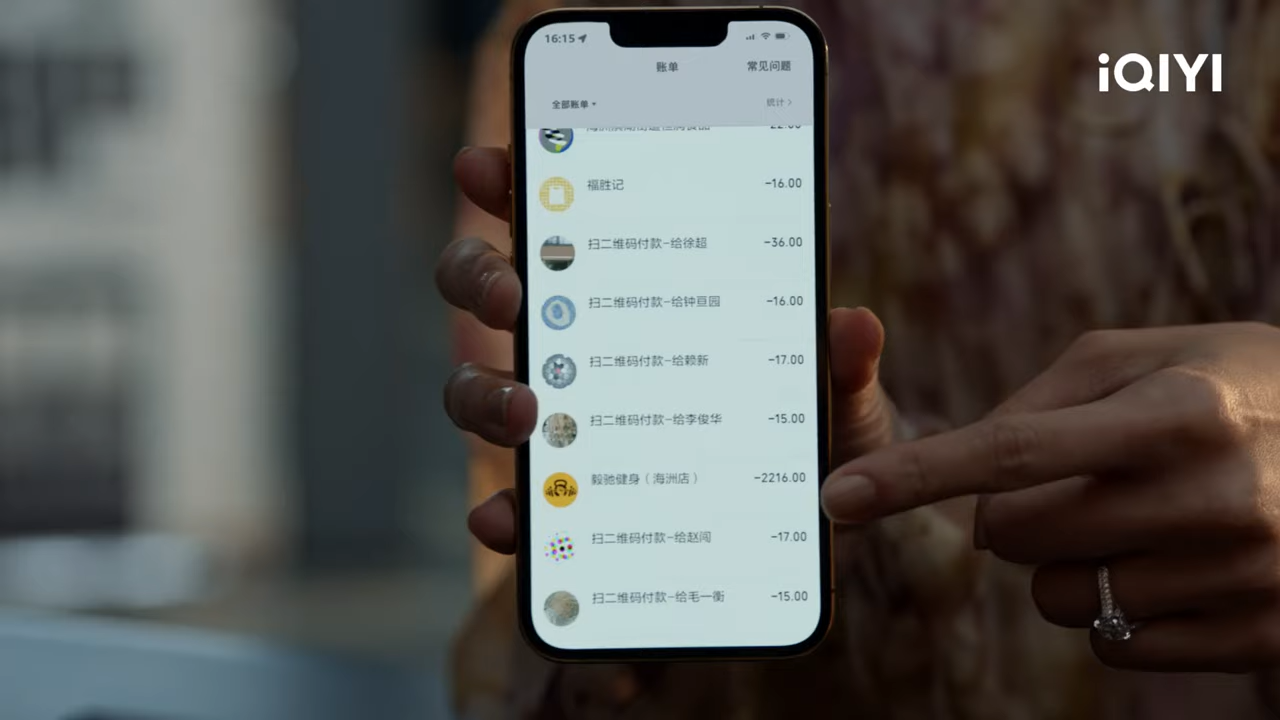 16:15
iQIYI
账单
常见问题
全部账单
统计
福胜记
-16.00
扫二维码付款-给徐超
-36.00
扫二维码付款-给钟亘园
-16.00
扫二维码付款-给赖新
-17.00
扫二维码付款-给李俊华
-15.00
毅驰健身（海洲店）
-2216.00
扫二维码付款-给赵闯
-17.00
扫二维码付款-给毛一衡
-15.00